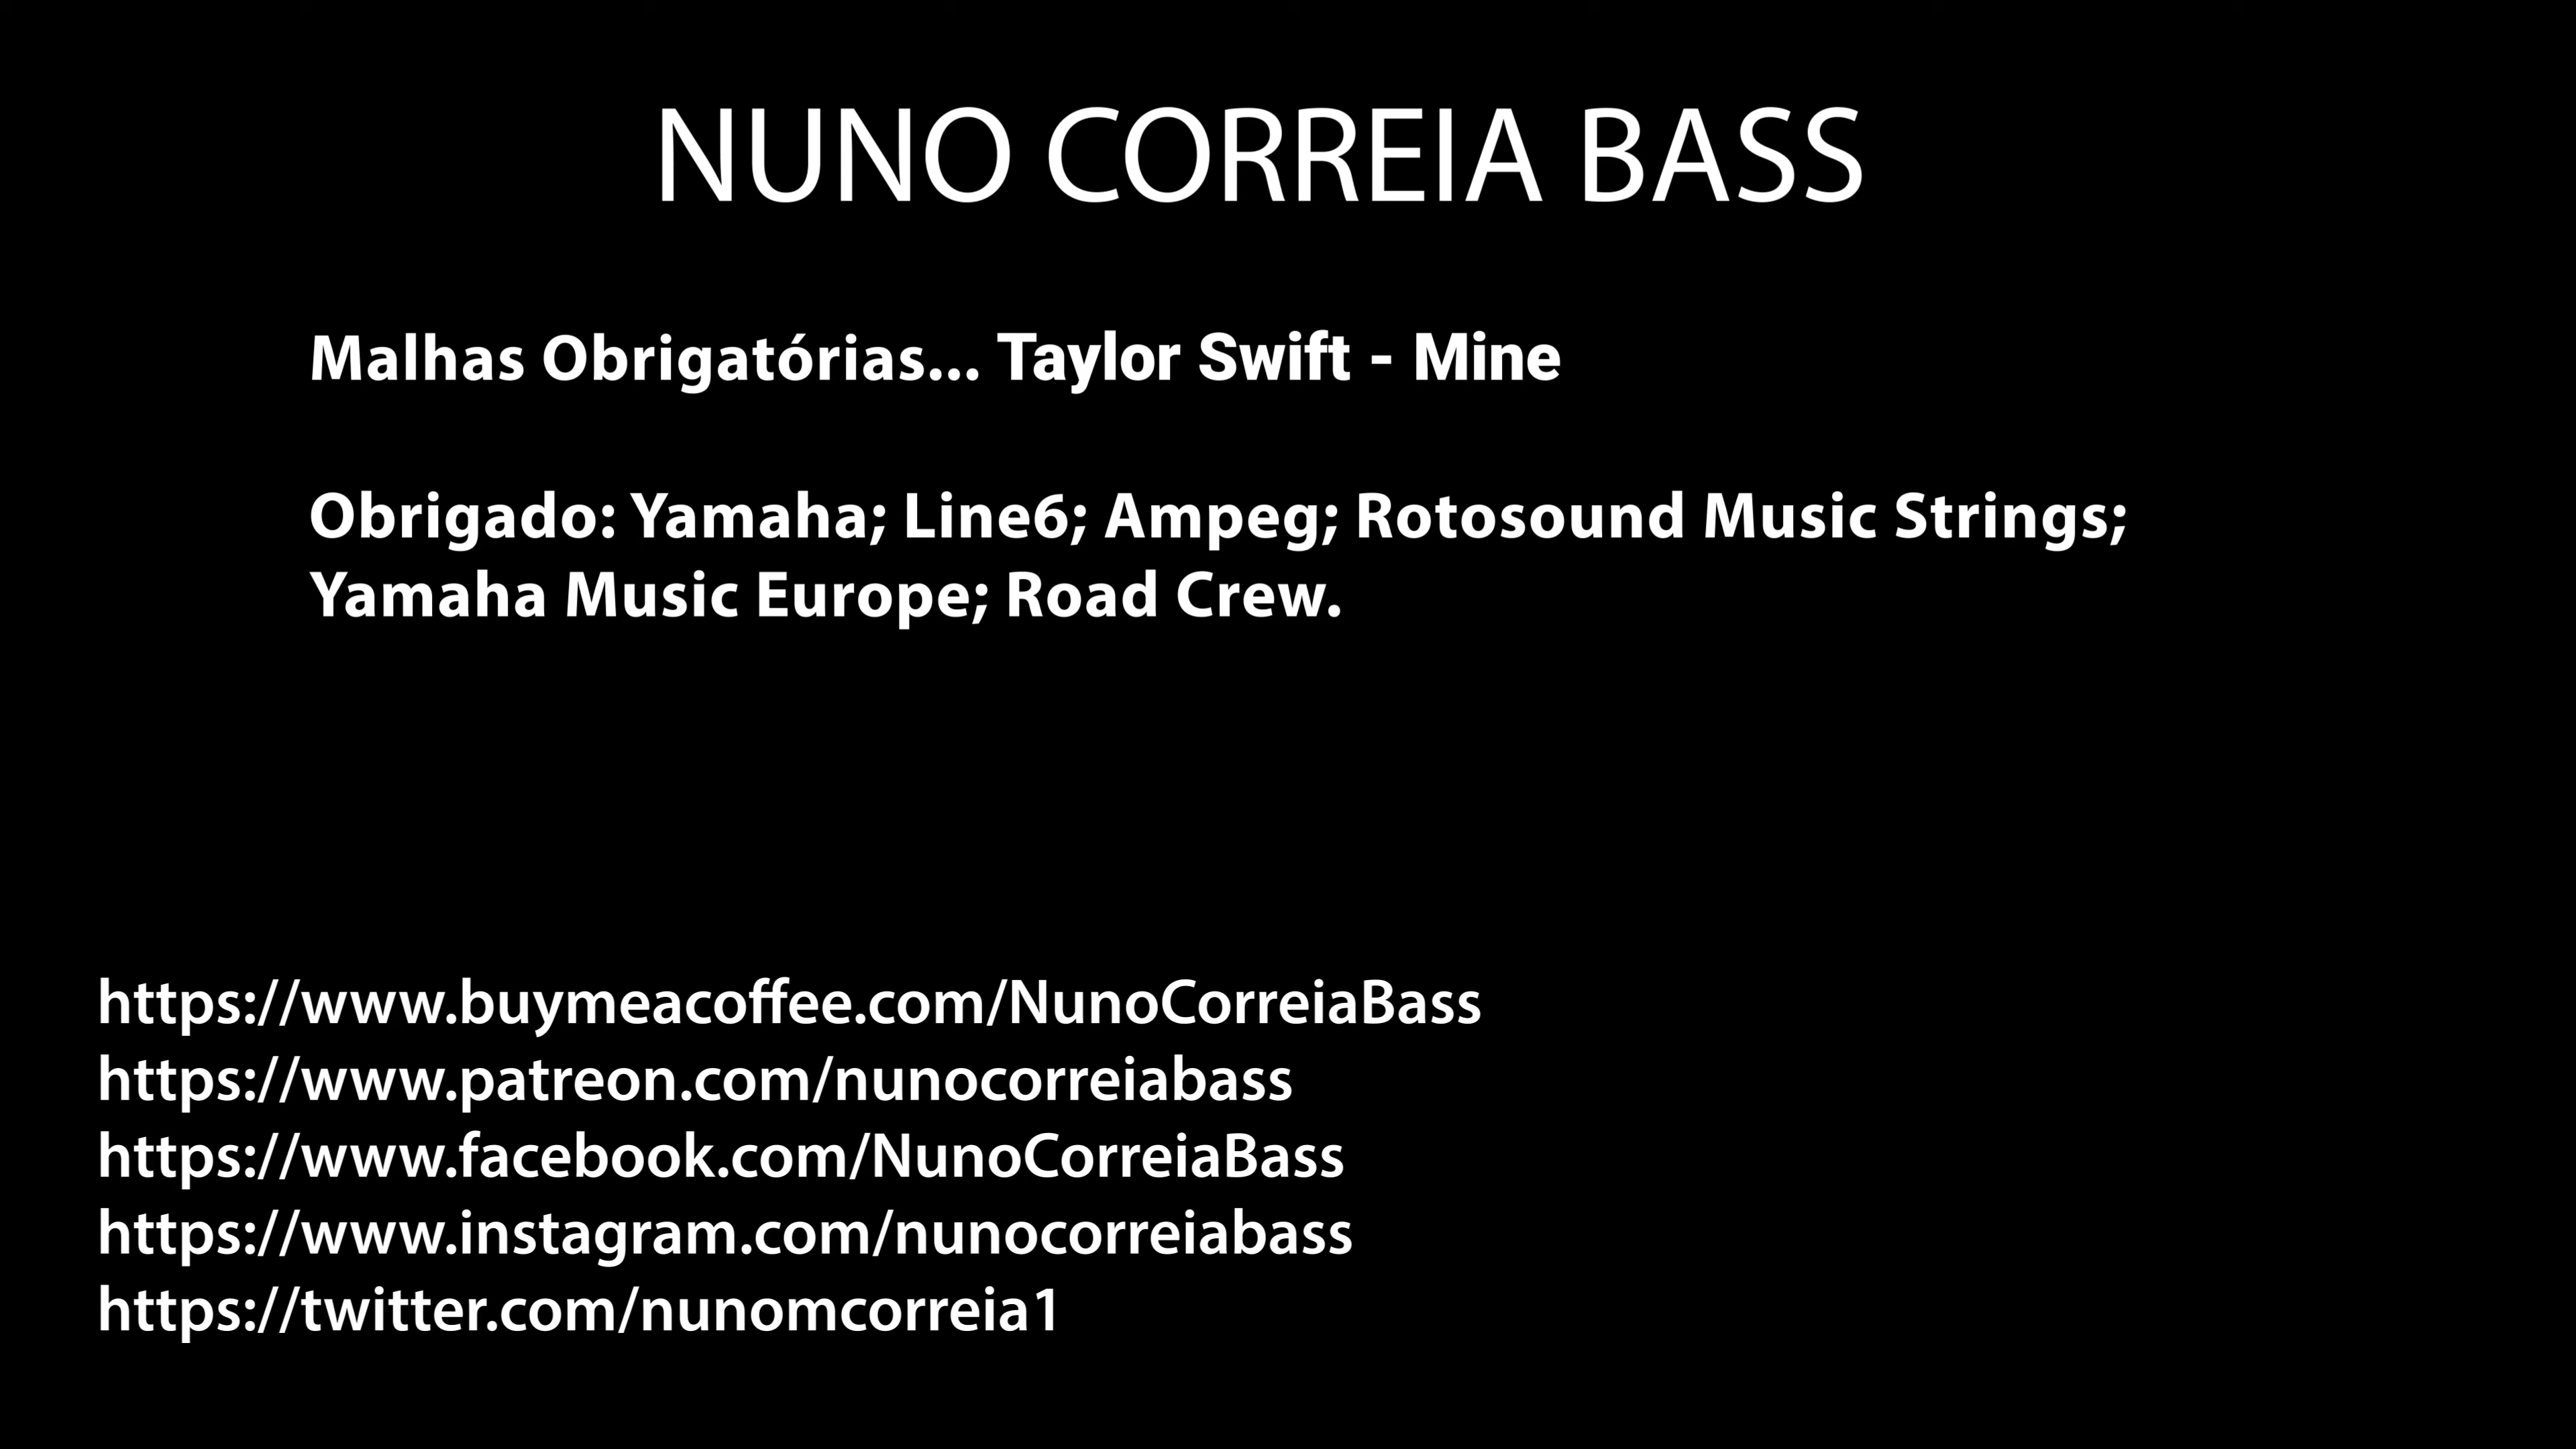 NUNO CORREIA BASS
Malhas Obrigatórias... Taylor Swift - Mine
Obrigado: Yamaha; Line6; Ampeg; Rotosound Music Strings;
Yamaha Music Europe; Road Crew.
https://www.buymeacoffee.com/NunoCorreiaBass
https://www.patreon.com/nunocorreiabass
https://www.facebook.com/NunoCorreiaBass
https://www.instagram.com/nunocorreiabass
https://twitter.com/nunomcorreia1